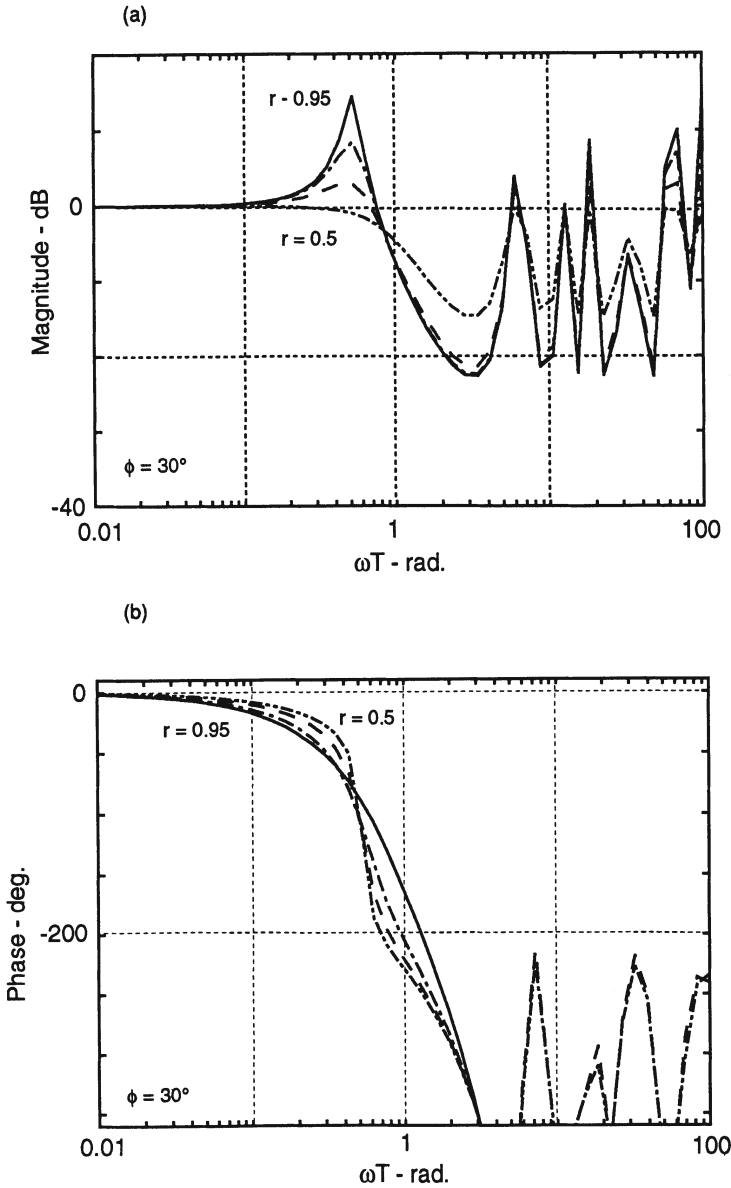 (a)
r - 0.95
0
r = 0.5
Magnitude - dB
ϕ = 30°
-40
0.01
1
100
ωT - rad.
(b)
0
r = 0.95
r = 0.5
-200
Phase - deg.
ϕ = 30°
0.01
1
100
ωT - rad.